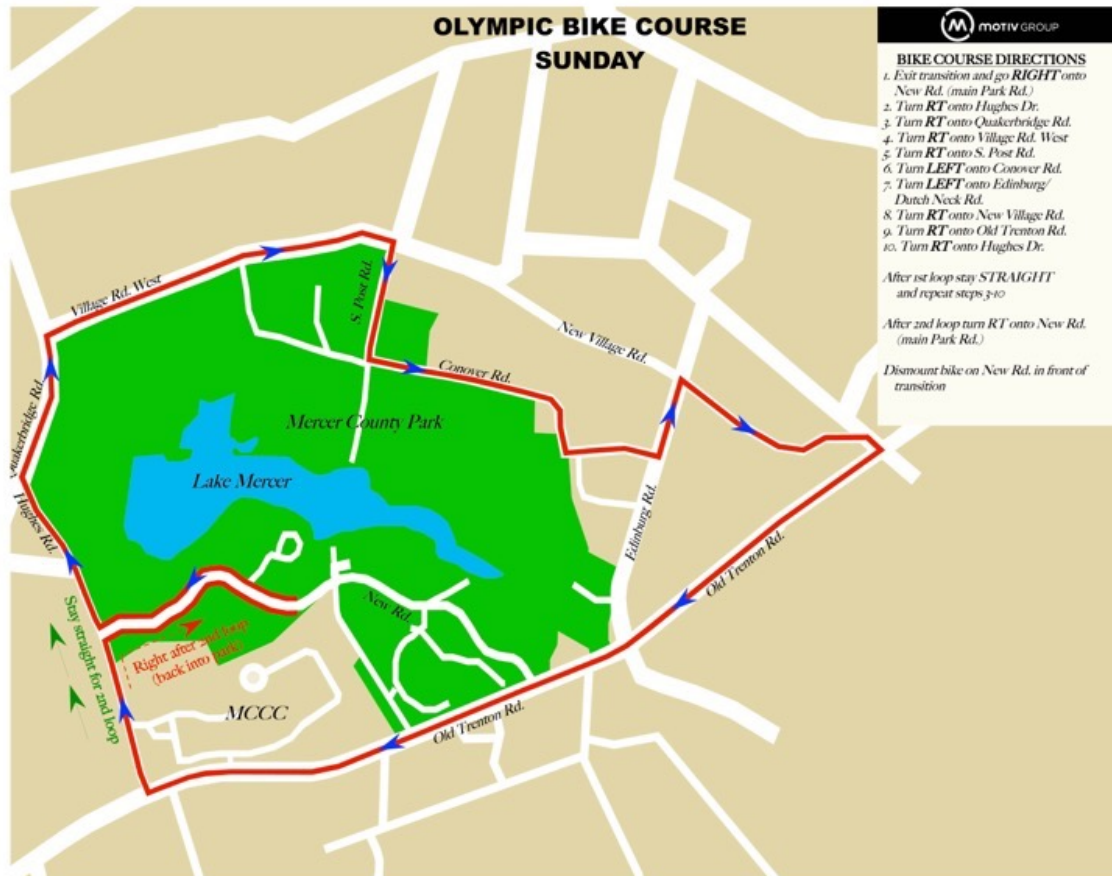 OLYMPIC BIKE COURSE
SUNDAY
M MOTIV GROUP
BIKE COURSE DIRECTIONS
1. Exit transition and go RIGHT onto
New Rd. (main Park Rd.)
2. Turn RT onto Hughes Dr.
3. Turn RT onto Quakerbridge Rd.
4. Turn RT onto Village Rd. West
5. Turn RT onto S. Post Rd.
6. Turn LEFT onto Conover Rd.
7. Turn LEFT onto Edinburg/
Dutch Neck Rd.
8. Turn RT onto New Village Rd.
9. Turn RT onto Old Trenton Rd.
10. Turn RT onto Hughes Dr.
After 1st loop stay STRAIGHT
and repeat steps 3-10
After 2nd loop turn RT onto New Rd.
(main Park Rd.)
Dismount bike on New Rd. in front of
transition
Village Rd. West
S. Post Rd.
New Village Rd.
Conover Rd.
Quakerbridge Rd.
Mercer County Park
Lake Mercer
Hughes Rd.
Edinburg Rd.
Old Trenton Rd.
New Rd.
Stay straight for 2nd loop
Right after 2nd loop
(back into park)
MCCC
Old Trenton Rd.